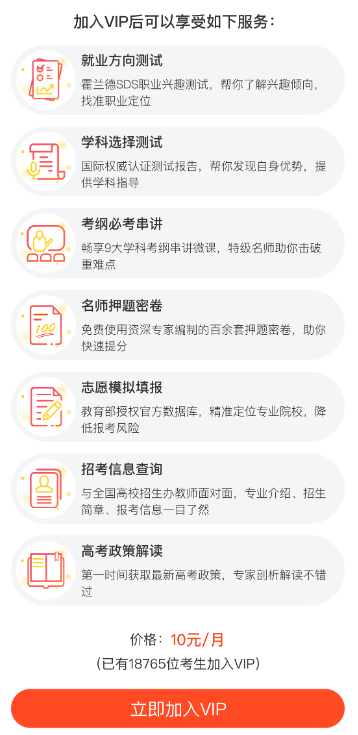 加入VIP后可以享受如下服务：
就业方向测试
霍兰德SDS职业兴趣测试，帮你了解兴趣倾向，
找准职业定位
学科选择测试
国际权威认证测试报告，帮你发现自身优势，提
供学科指导
考纲必考串讲
畅享9大学科考纲串讲微课，特级名师助你击破
重难点
名师押题密卷
100
免费使用资深专家编制的百余套押题密卷，助你
快速提分
志愿模拟填报
教育部授权官方数据库，精准定位专业院校，降
低报考风险
招考信息查询
与全国高校招生办教师面对面，专业介绍、招生
简章、报考信息一目了然
高考政策解读
第一时间获取最新高考政策，专家剖析解读不错
过
价格：10元/月
（已有18765位考生加入VIP）
立即加入VIP